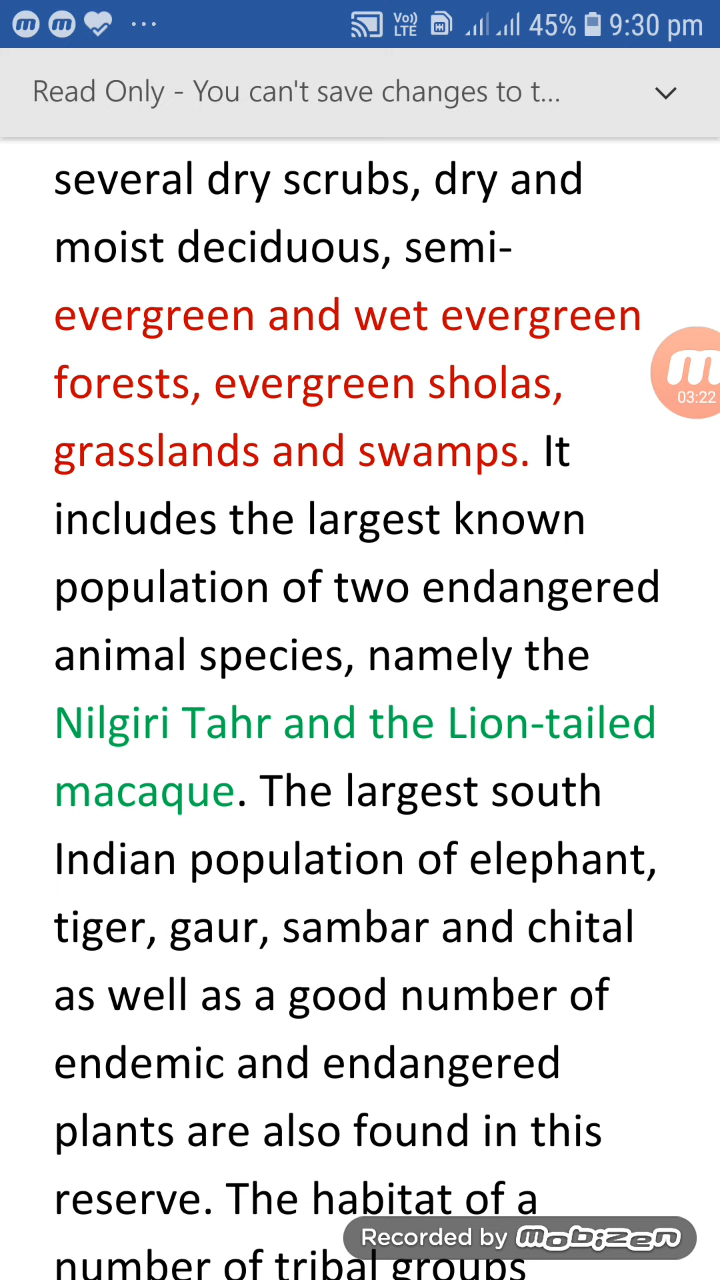 Vo)) LTE 45% 9:30 pm
Read Only - You can't save changes to t...
several dry scrubs, dry and
moist deciduous, semi-
evergreen and wet evergreen
forests, evergreen sholas,
03:22
grasslands and swamps. It
includes the largest known
population of two endangered
animal species, namely the
Nilgiri Tahr and the Lion-tailed
macaque. The largest south
Indian population of elephant,
tiger, gaur, sambar and chital
as well as a good number of
endemic and endangered
plants are also found in this
reserve. The habitat of a
Recorded by mobizen
number of tribal groups